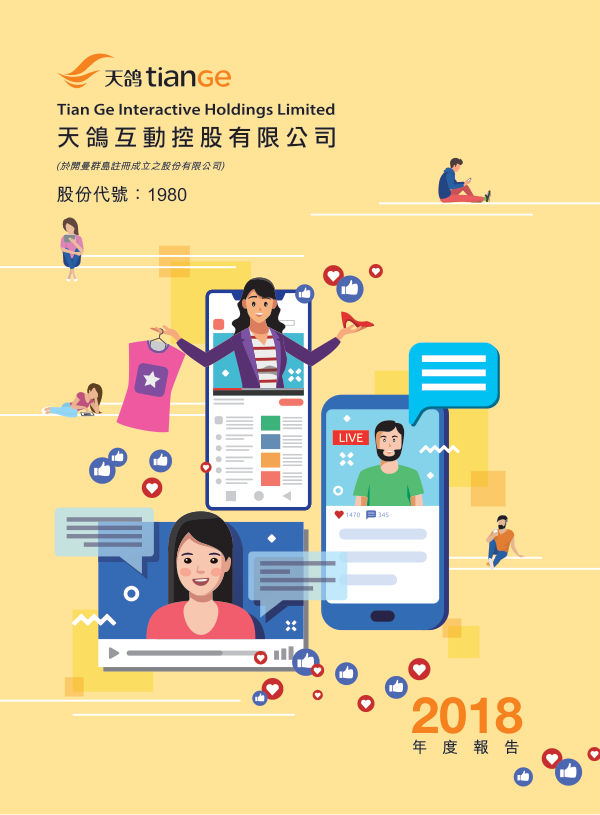 天鴿 tianGe
Tian Ge Interactive Holdings Limited
天鴿互動控股有限公司
(於開曼群島註冊成立之股份有限公司)
股份代號：1980
LIVE
1470 345
2018
年度報告